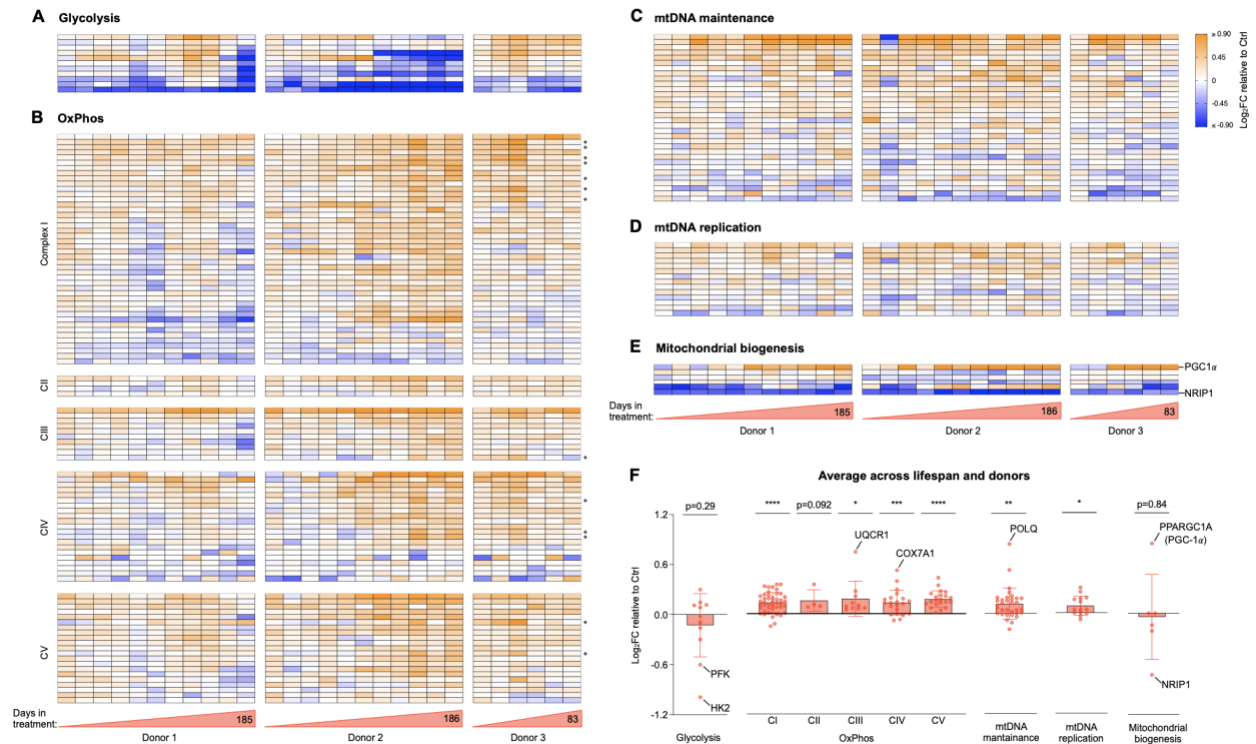 A Glycolysis
B OxPhos
Complex I
CII
CIII
CIV
CV
Days in
treatment:
185
186
83
Donor 1
Donor 2
Donor 3
C mtDNA maintenance
≥ 0.90
0.45
0
-0.45
≤ -0.90
Log₂FC relative to Ctrl
D mtDNA replication
E Mitochondrial biogenesis
PGC1α
NRIP1
Days in
treatment:
185
186
83
Donor 1
Donor 2
Donor 3
F Average across lifespan and donors
p=0.29
****
p=0.092
*
***
****
**
*
p=0.84
Log₂FC relative to Ctrl
1.2
0.6
0.0
-0.6
-1.2
UQCR1
COX7A1
POLQ
PPARGC1A
(PGC-1α)
PFK
HK2
NRIP1
CI
CII
CIII
CIV
CV
Glycolysis
OxPhos
mtDNA
mantainance
mtDNA
replication
Mitochondrial
biogenesis